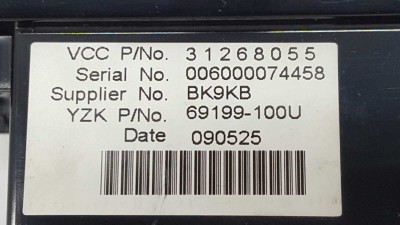 VCC P/No. 31268055
Serial No. 006000074458
Supplier No. BK9KB
YZK P/No. 69199-100U
Date 090525